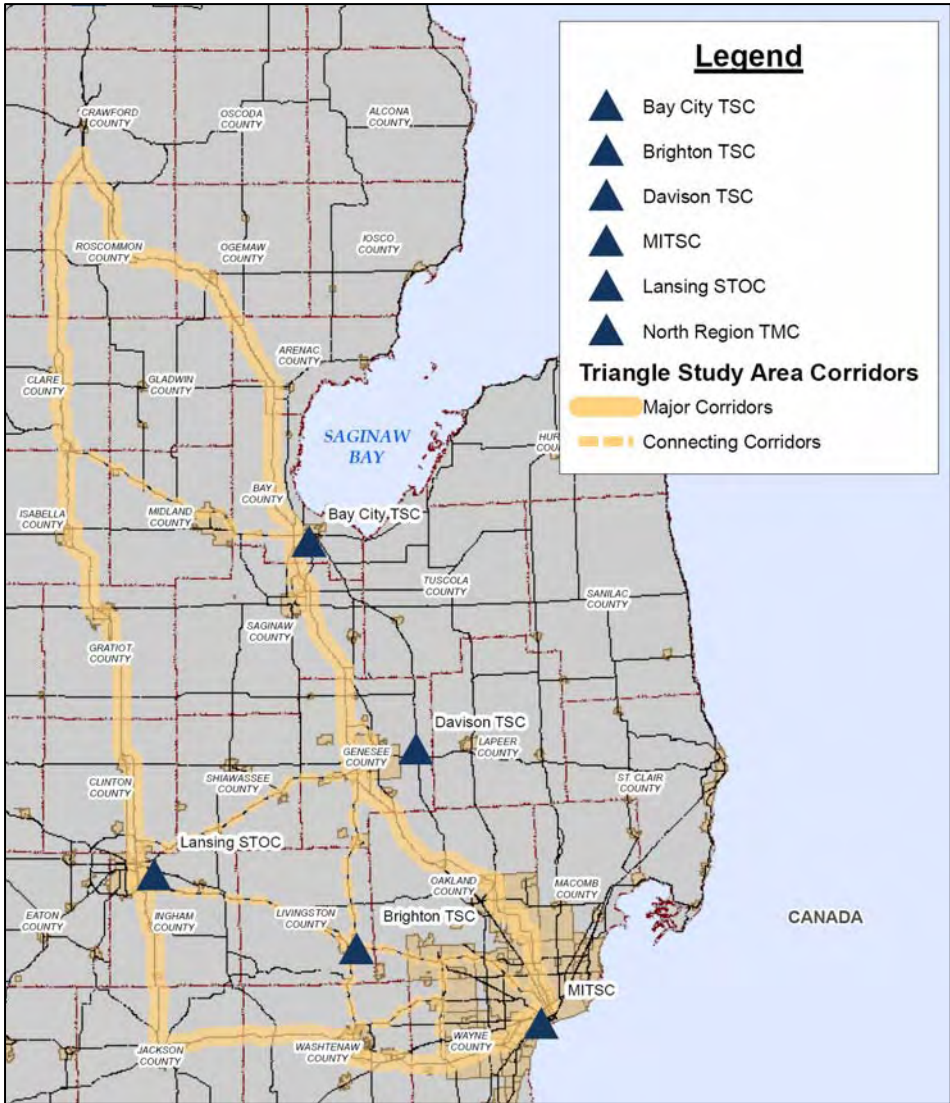 Legend
Bay City TSC
Brighton TSC
Davison TSC
MITSC
Lansing STOC
North Region TMC
Triangle Study Area Corridors
Major Corridors
Connecting Corridors
CRAWFORD
COUNTY
OSCODA
COUNTY
ALCONA
COUNTY
ROSCOMMON
COUNTY
OGEMAW
COUNTY
IOSCO
COUNTY
ARENAC
COUNTY
CLARE
COUNTY
GLADWIN
COUNTY
SAGINAW
BAY
HUR
COU
BAY
COUNTY
ISABELLA
COUNTY
MIDLAND
COUNTY
Bay City TSC
TUSCOLA
COUNTY
SANILAC
COUNTY
SAGINAW
COUNTY
GRATIOT
COUNTY
Davison TSC
LAPEER
COUNTY
GENESEE
COUNTY
CLINTON
COUNTY
SHIAWASSEE
COUNTY
ST. CLAIR
COUNTY
Lansing STOC
OAKLAND
COUNTY
MACOMB
COUNTY
EATON
COUNTY
INGHAM
COUNTY
LIVINGSTON
COUNTY
Brighton TSC
CANADA
MITSC
JACKSON
COUNTY
WASHTENAW
COUNTY
WAYNE
COUNTY